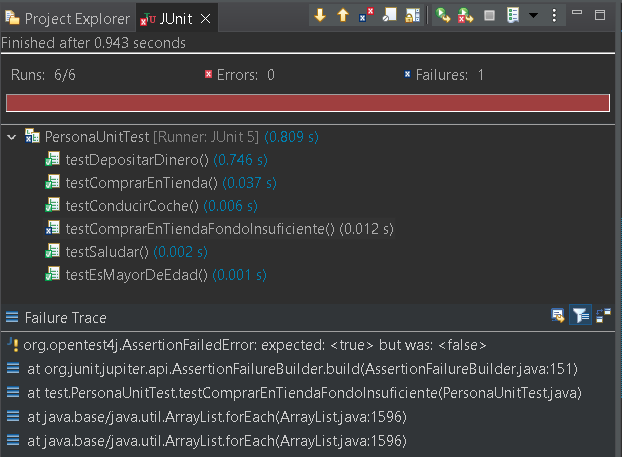 Project Explorer JUnit
Finished after 0.943 seconds
Runs: 6/6 Errors: 0 Failures: 1
PersonaUnitTest [Runner: JUnit 5] (0.809 s)
testDepositarDinero() (0.746 s)
testComprarEnTienda() (0.037 s)
testConducirCoche() (0.006 s)
testComprarEnTiendaFondoInsuficiente() (0.012 s)
testSaludar() (0.002 s)
testEsMayorDeEdad() (0.001 s)
Failure Trace
org.opentest4j.AssertionFailedError: expected: <true> but was: <false>
at org.junit.jupiter.api.AssertionFailureBuilder.build(AssertionFailureBuilder.java:151)
at test.PersonaUnitTest.testComprarEnTiendaFondoInsuficiente(PersonaUnitTest.java)
at java.base/java.util.ArrayList.forEach(ArrayList.java:1596)
at java.base/java.util.ArrayList.forEach(ArrayList.java:1596)